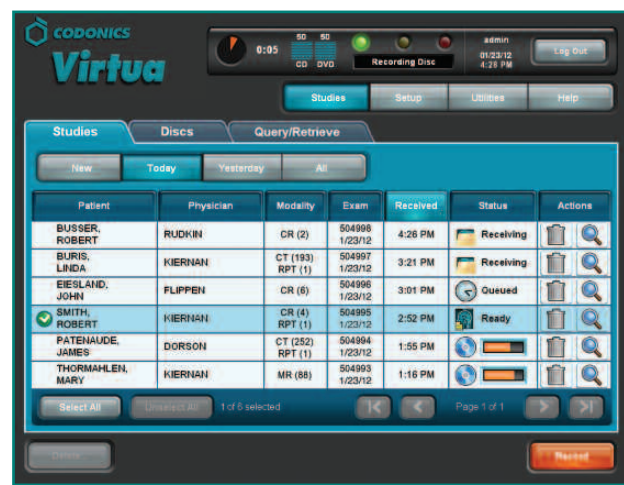 CODONICS
Virtua
0:05
50 50
CD DVD
Recording Disc
admin
01/23/12
4:26 PM
Log Out
Studies Setup Utilities Help
Studies Discs Query/Retrieve
New Today Yesterday All
Patient Physician Modality Exam Received Status Actions
BUSSER, ROBERT RUDKIN CR (2) 504998 1/23/12 4:26 PM Receiving
BURIS, LINDA KIERNAN CT (193) RPT (1) 504997 1/23/12 3:21 PM Receiving
EIESLAND, JOHN FLIPPEN CR (6) 504996 1/23/12 3:01 PM Queued
SMITH, ROBERT KIERNAN CR (4) RPT (1) 504995 1/23/12 2:52 PM Ready
PATENAUDE, JAMES DORSON CT (252) RPT (1) 504994 1/23/12 1:55 PM
THORMAHLEN, MARY KIERNAN MR (88) 504993 1/23/12 1:16 PM
Select All Unselect All 1 of 6 selected Page 1 of 1
Delete Record